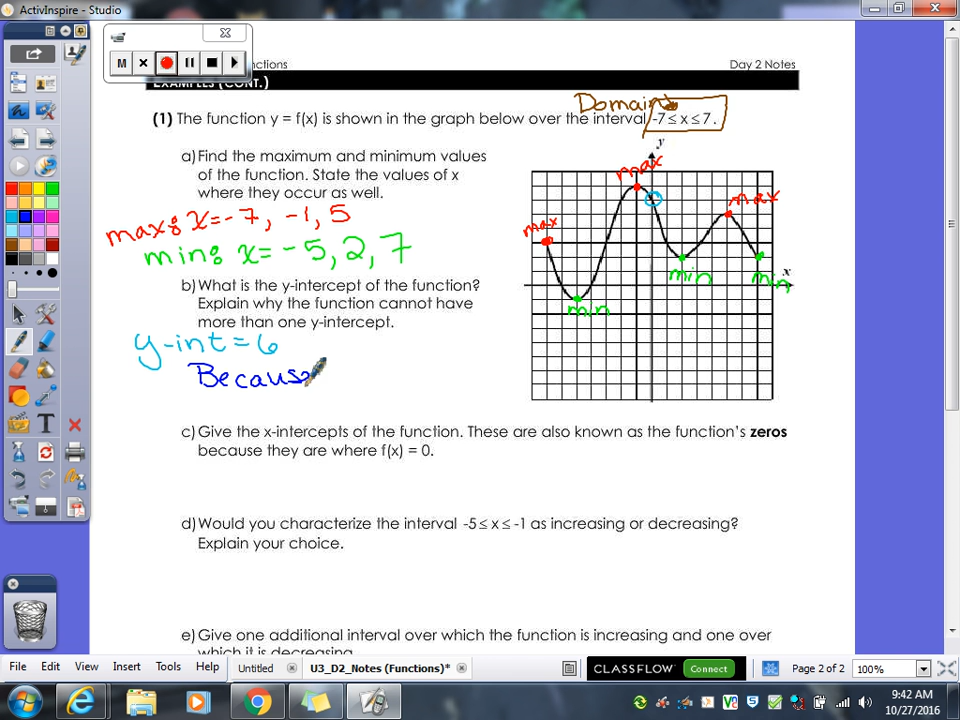 ActivInspire - Studio
nctions
Day 2 Notes
EXAMPLES (CONT.)
Domain
(1) The function y = f(x) is shown in the graph below over the interval -7 ≤ x ≤ 7 .
a) Find the maximum and minimum values
of the function. State the values of x
where they occur as well.
max: x = -7, -1, 5
min: x = -5, 2, 7
y
max
max
max
x
min
min
min
b) What is the y-intercept of the function?
Explain why the function cannot have
more than one y-intercept.
y-int = 6
Becaus
c) Give the x-intercepts of the function. These are also known as the function's zeros
because they are where f(x) = 0.
d) Would you characterize the interval -5 ≤ x ≤ -1 as increasing or decreasing?
Explain your choice.
e) Give one additional interval over which the function is increasing and one over
which it is decreasing
File Edit View Insert Tools Help Untitled U3_D2_Notes (Functions)* CLASSFLOW Connect Page 2 of 2 100%
9:42 AM
10/27/2016